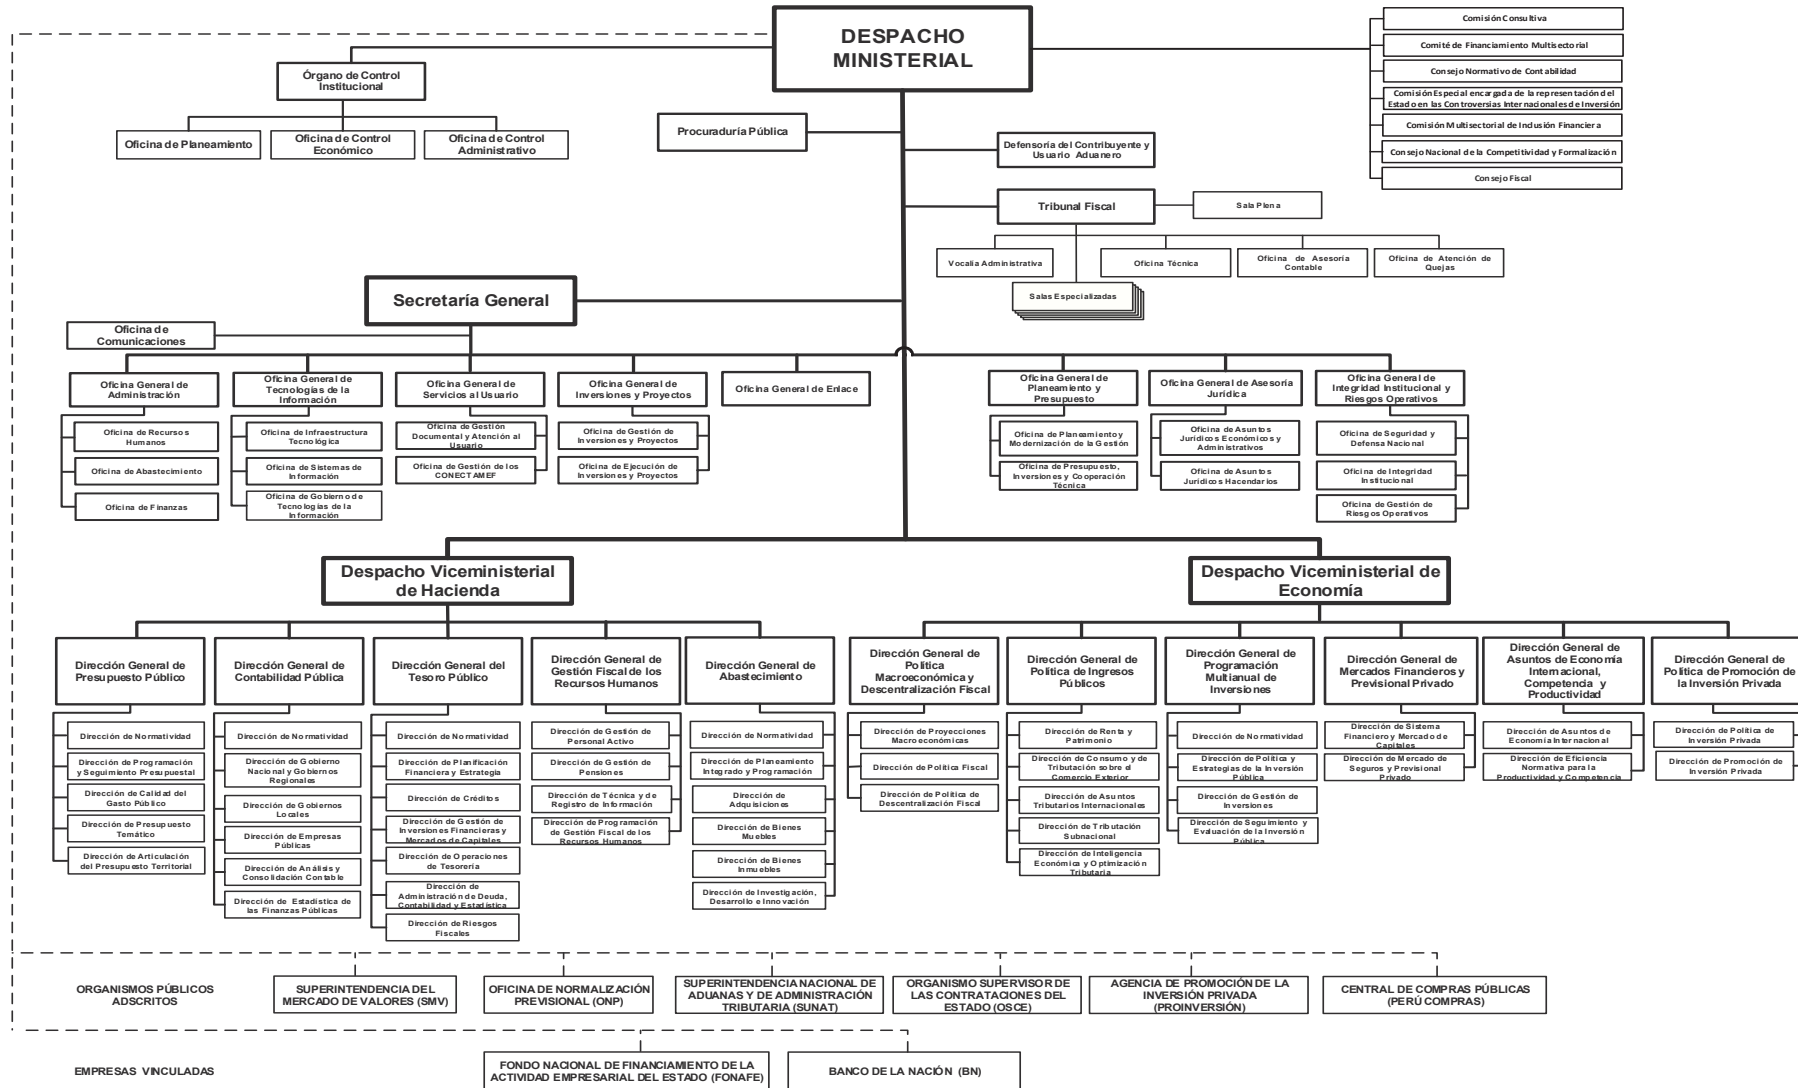 DESPACHO
MINISTERIAL
Comisión Consultiva
Comité de Financiamiento Multisectorial
Consejo Normativo de Contabilidad
Comisión Especial encargada de la representación del
Estado en las Controversias Internacionales de Inversión
Comisión Multisectorial de Inclusión Financiera
Consejo Nacional de la Competitividad y Formalización
Consejo Fiscal
Órgano de Control
Institucional
Oficina de Planeamiento
Oficina de Control
Económico
Oficina de Control
Administrativo
Procuraduría Pública
Defensoría del Contribuyente y
Usuario Aduanero
Tribunal Fiscal
Sala Plena
Vocalía Administrativa
Oficina Técnica
Oficina de Asesoría
Contable
Oficina de Atención de
Quejas
Salas Especializadas
Secretaría General
Oficina de
Comunicaciones
Oficina General de
Administración
Oficina de Recursos
Humanos
Oficina de Abastecimiento
Oficina de Finanzas
Oficina General de
Tecnologías de la
Información
Oficina de Infraestructura
Tecnológica
Oficina de Sistemas de
Información
Oficina de Gobierno de
Tecnologías de la
Información
Oficina General de
Servicios al Usuario
Oficina de Gestión
Documental y Atención al
Usuario
Oficina de Gestión de los
CONECTAMEF
Oficina General de
Inversiones y Proyectos
Oficina de Gestión de
Inversiones y Proyectos
Oficina de Ejecución de
Inversiones y Proyectos
Oficina General de Enlace
Oficina General de
Planeamiento y
Presupuesto
Oficina de Planeamiento y
Modernización de la Gestión
Oficina de Presupuesto,
Inversiones y Cooperación
Técnica
Oficina General de Asesoría
Jurídica
Oficina de Asuntos
Jurídicos Económicos y
Administrativos
Oficina de Asuntos
Jurídicos Hacendarios
Oficina General de
Integridad Institucional y
Riesgos Operativos
Oficina de Seguridad y
Defensa Nacional
Oficina de Integridad
Institucional
Oficina de Gestión de
Riesgos Operativos
Despacho Viceministerial
de Hacienda
Despacho Viceministerial de
Economía
Dirección General de
Presupuesto Público
Dirección de Normatividad
Dirección de Programación
y Seguimiento Presupuestal
Dirección de Calidad del
Gasto Público
Dirección de Presupuesto
Temático
Dirección de Articulación
del Presupuesto Territorial
Dirección General de
Contabilidad Pública
Dirección de Normatividad
Dirección de Gobierno
Nacional y Gobiernos
Regionales
Dirección de Gobiernos
Locales
Dirección de Empresas
Públicas
Dirección de Análisis y
Consolidación Contable
Dirección de Estadística de
las Finanzas Públicas
Dirección General del
Tesoro Público
Dirección de Normatividad
Dirección de Planificación
Financiera y Estrategia
Dirección de Créditos
Dirección de Gestión de
Inversiones Financieras y
Mercados de Capitales
Dirección de Operaciones
de Tesorería
Dirección de
Administración de Deuda,
Contabilidad y Estadística
Dirección de Riesgos
Fiscales
Dirección General de
Gestión Fiscal de los
Recursos Humanos
Dirección de Gestión de
Personal Activo
Dirección de Gestión de
Pensiones
Dirección de Técnica y de
Registro de Información
Dirección de Programación
de Gestión Fiscal de los
Recursos Humanos
Dirección General de
Abastecimiento
Dirección de Normatividad
Dirección de Planeamiento
Integrado y Programación
Dirección de
Adquisiciones
Dirección de Bienes
Muebles
Dirección de Bienes
Inmuebles
Dirección de Investigación,
Desarrollo e Innovación
Dirección General de
Política
Macroeconómica y
Descentralización Fiscal
Dirección de Proyecciones
Macroeconómicas
Dirección de Política Fiscal
Dirección de Política de
Descentralización Fiscal
Dirección General de
Política de Ingresos
Públicos
Dirección de Renta y
Patrimonio
Dirección de Consumo y de
Tributación sobre el
Comercio Exterior
Dirección de Asuntos
Tributarios Internacionales
Dirección de Tributación
Subnacional
Dirección de Inteligencia
Económica y Optimización
Tributaria
Dirección General de
Programación
Multianual de
Inversiones
Dirección de Normatividad
Dirección de Política y
Estrategias de la Inversión
Pública
Dirección de Gestión de
Inversiones
Dirección de Seguimiento y
Evaluación de la Inversión
Pública
Dirección General de
Mercados Financieros y
Previsional Privado
Dirección de Sistema
Financiero y Mercado de
Capitales
Dirección de Mercado de
Seguros y Previsional
Privado
Dirección General de
Asuntos de Economía
Internacional,
Competencia y
Productividad
Dirección de Asuntos de
Economía Internacional
Dirección de Eficiencia
Normativa para la
Productividad y Competencia
Dirección General de
Política de Promoción de
la Inversión Privada
Dirección de Política de
Inversión Privada
Dirección de Promoción de
Inversión Privada
ORGANISMOS PÚBLICOS
ADSCRITOS
SUPERINTENDENCIA DEL
MERCADO DE VALORES (SMV)
OFICINA DE NORMALIZACIÓN
PREVISIONAL (ONP)
SUPERINTENDENCIA NACIONAL DE
ADUANAS Y DE ADMINISTRACIÓN
TRIBUTARIA (SUNAT)
ORGANISMO SUPERVISOR DE
LAS CONTRATACIONES DEL
ESTADO (OSCE)
AGENCIA DE PROMOCIÓN DE LA
INVERSIÓN PRIVADA
(PROINVERSIÓN)
CENTRAL DE COMPRAS PÚBLICAS
(PERÚ COMPRAS)
EMPRESAS VINCULADAS
FONDO NACIONAL DE FINANCIAMIENTO DE LA
ACTIVIDAD EMPRESARIAL DEL ESTADO (FONAFE)
BANCO DE LA NACIÓN (BN)